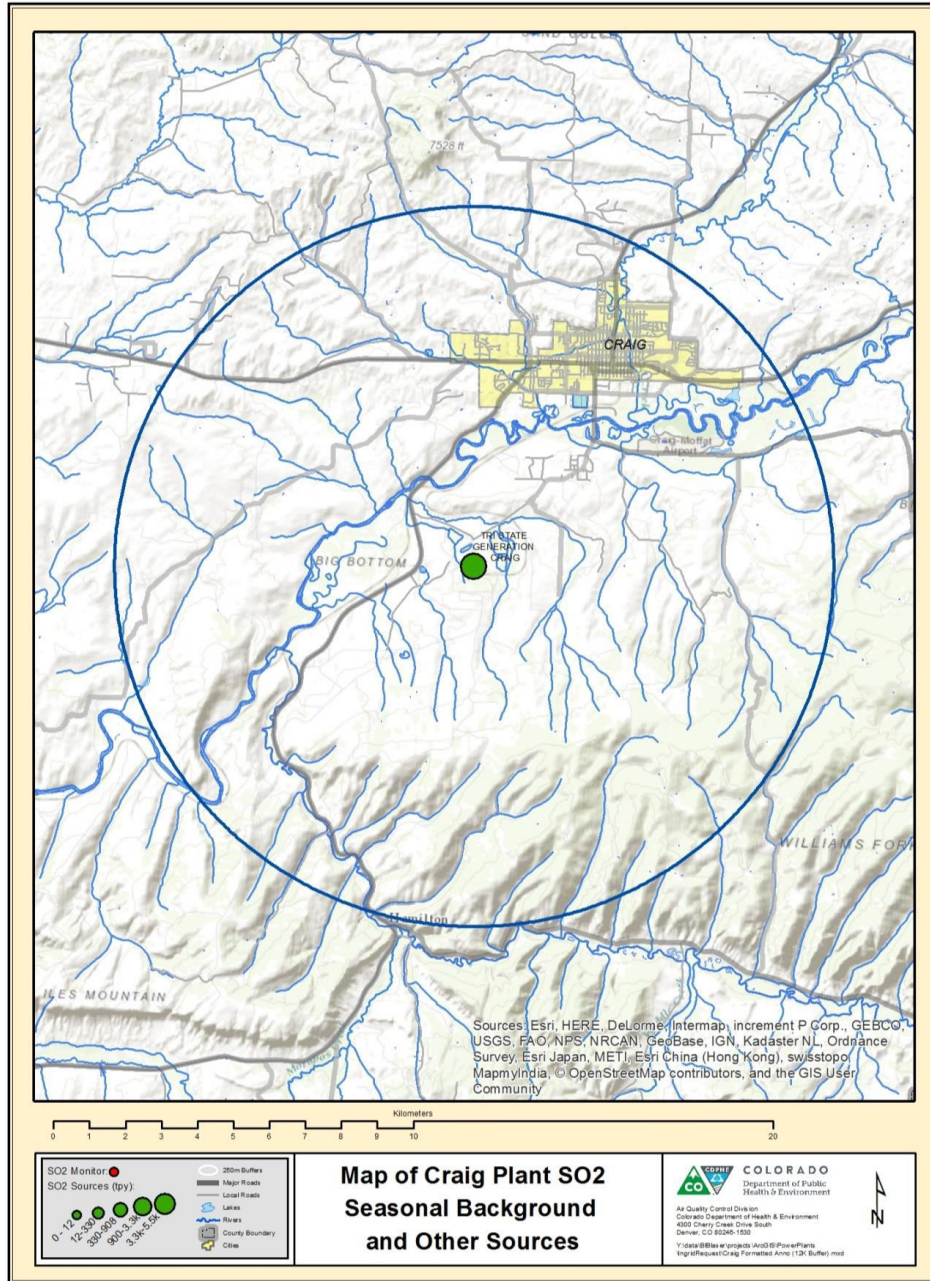 SAND GULCH
7528 ft
CRAIG
Craig-Moffat
Airport
TRI STATE
GENERATION
CRAIG
BIG BOTTOM
WILLIAMS FOR
Hamilton
ILES MOUNTAIN
Sources: Esri, HERE, DeLorme, Intermap, increment P Corp., GEBCO,
USGS, FAO, NPS, NRCAN, GeoBase, IGN, Kadaster NL, Ordnance
Survey, Esri Japan, METI, Esri China (Hong Kong), swisstopo,
MapmyIndia, © OpenStreetMap contributors, and the GIS User
Community
Kilometers
0 1 2 3 4 5 6 7 8 9 10 20
SO2 Monitor:
SO2 Sources (tpy):
0 - 12
12-330
330-908
900-3.3k
3.3k-5.5k
250m Buffers
Major Roads
Local Roads
Lakes
Rivers
County Boundary
Cities
Map of Craig Plant SO2
Seasonal Background
and Other Sources
CO
CDPHE
COLORADO
Department of Public
Health & Environment
Air Quality Control Division
Colorado Department of Health & Environment
4300 Cherry Creek Drive South
Denver, CO 80246-1530
N